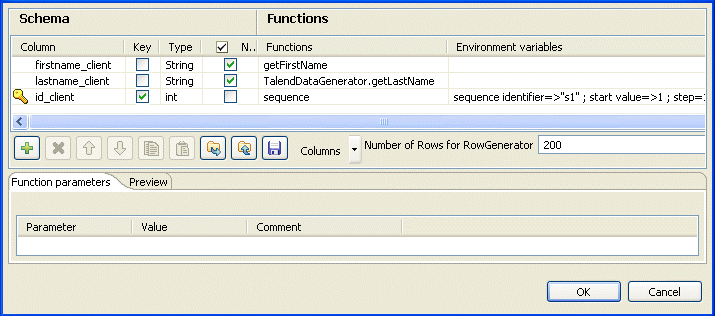 Schema Functions
Column Key Type N.. Functions Environment variables
firstname_client String getFirstName
lastname_client String TalendDataGenerator.getLastName
id_client int sequence sequence identifier=>"s1" ; start value=>1 ; step=
Columns Number of Rows for RowGenerator 200
Function parameters Preview
Parameter Value Comment
OK Cancel